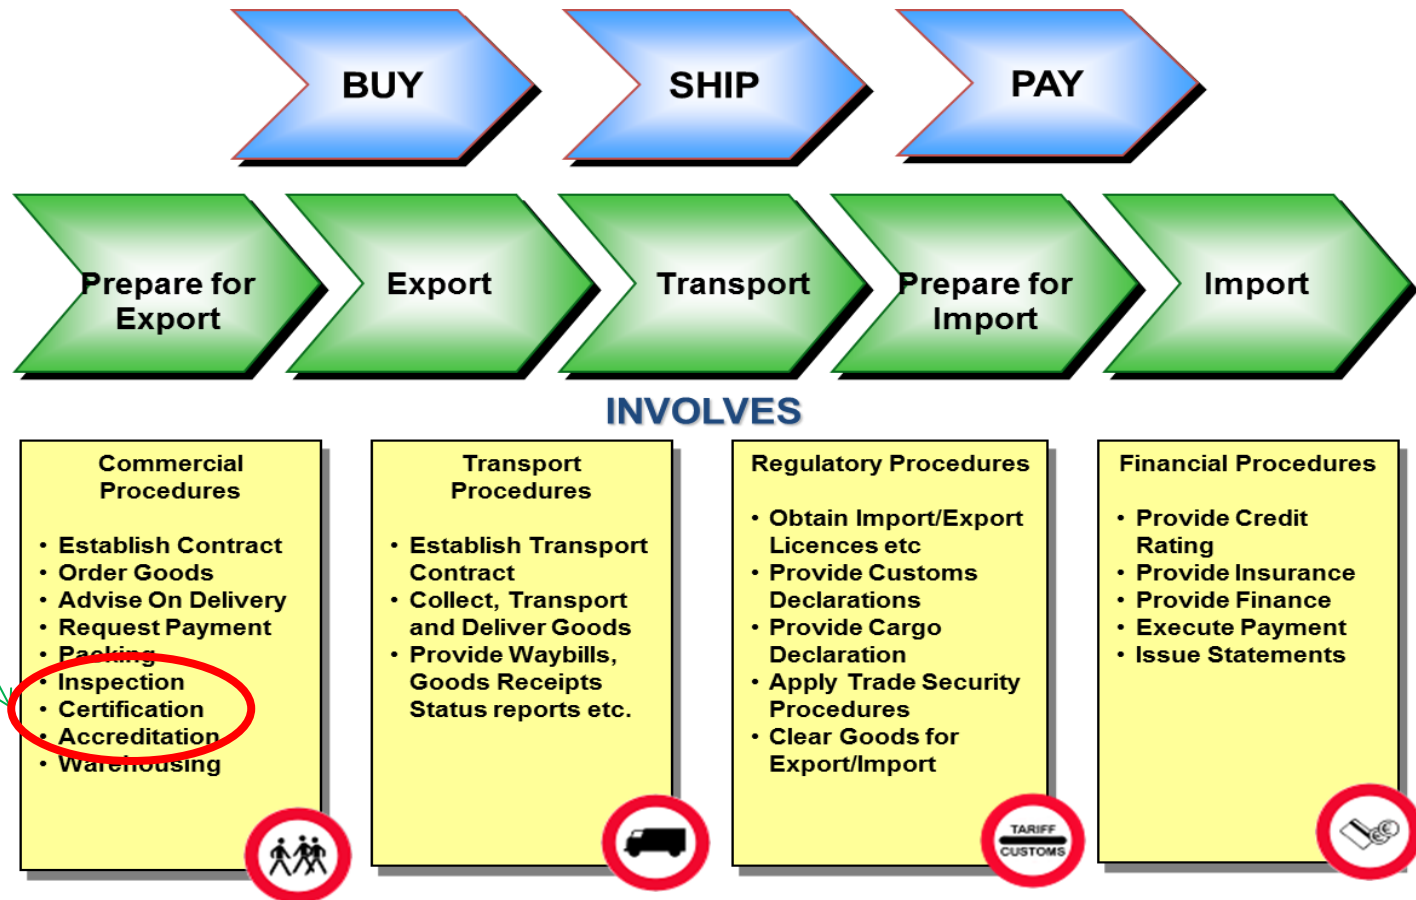 BUY
SHIP
PAY
Prepare for
Export
Export
Transport
Prepare for
Import
Import
INVOLVES
Commercial
Procedures
• Establish Contract
• Order Goods
• Advise On Delivery
• Request Payment
• Packing
• Inspection
• Certification
• Accreditation
• Warehousing
Transport
Procedures
• Establish Transport
Contract
• Collect, Transport
and Deliver Goods
• Provide Waybills,
Goods Receipts
Status reports etc.
Regulatory Procedures
• Obtain Import/Export
Licences etc
• Provide Customs
Declarations
• Provide Cargo
Declaration
• Apply Trade Security
Procedures
• Clear Goods for
Export/Import
TARIFF
CUSTOMS
Financial Procedures
• Provide Credit
Rating
• Provide Insurance
• Provide Finance
• Execute Payment
• Issue Statements